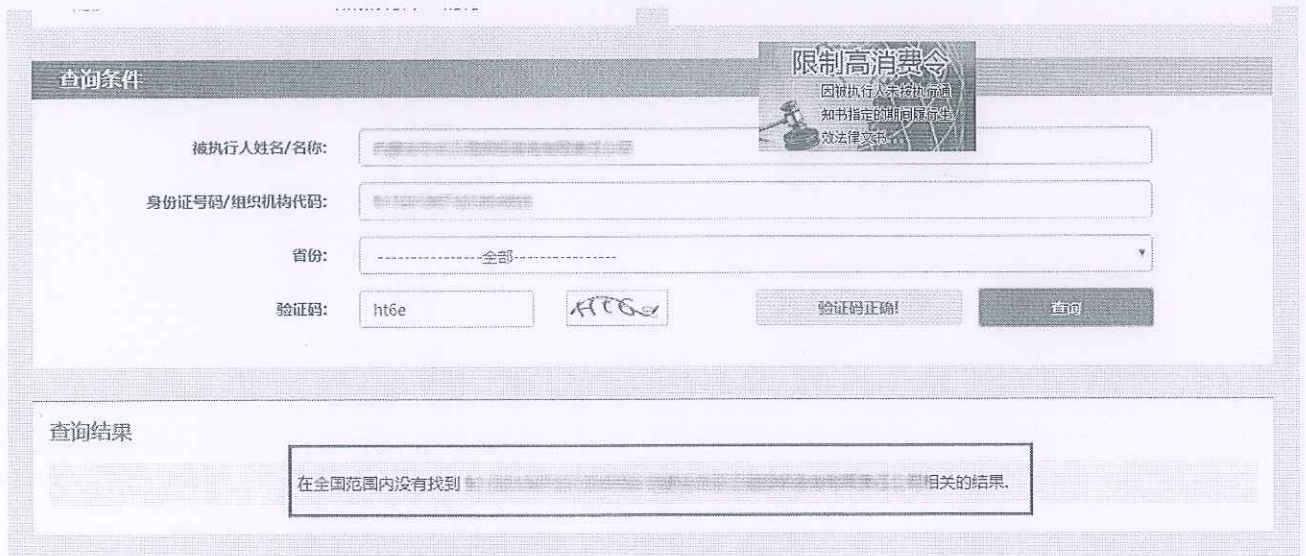 查询条件
限制高消费令
因被执行人未按执行通
知书指定的期间履行生
效法律文书...
被执行人姓名/名称:
身份证号码/组织机构代码:
省份:
----------------全部----------------
验证码:
ht6e
HT6e
验证码正确!
查询
查询结果
在全国范围内没有找到
相关的结果.